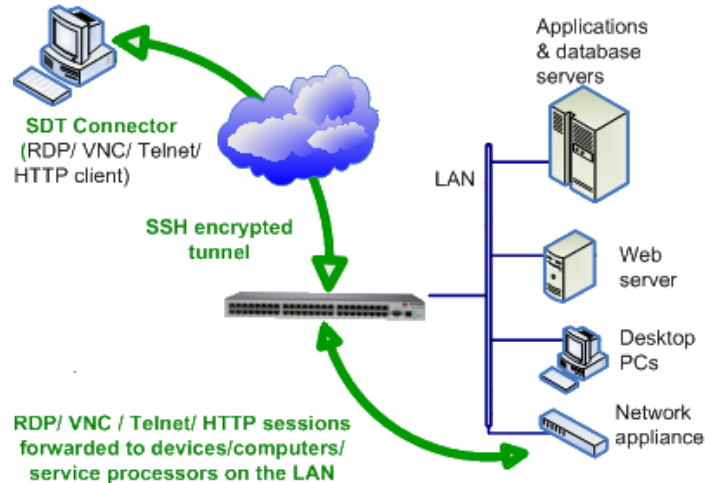 Applications
& database
servers
SDT Connector
(RDP/ VNC/ Telnet/
HTTP client)
LAN
SSH encrypted
tunnel
Web
server
Desktop
PCs
Network
appliance
RDP/ VNC / Telnet/ HTTP sessions
forwarded to devices/computers/
service processors on the LAN